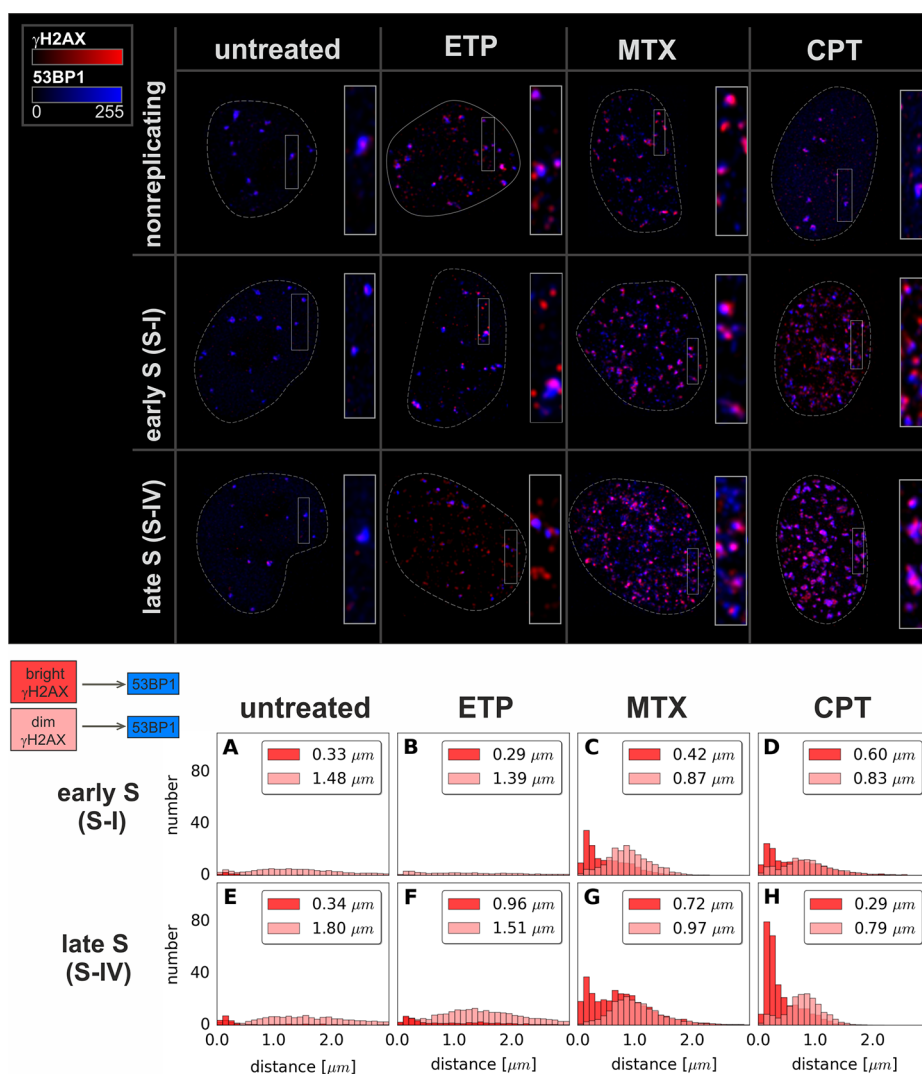 γH2AX
53BP1
0 255
untreated ETP MTX CPT
nonreplicating
early S (S-I)
late S (S-IV)
bright γH2AX
53BP1
dim γH2AX
53BP1
untreated ETP MTX CPT
early S
(S-I)
number
80
40
0
A
0.33 μm
1.48 μm
B
0.29 μm
1.39 μm
C
0.42 μm
0.87 μm
D
0.60 μm
0.83 μm
late S
(S-IV)
number
80
40
0
E
0.34 μm
1.80 μm
F
0.96 μm
1.51 μm
G
0.72 μm
0.97 μm
H
0.29 μm
0.79 μm
0.0 1.0 2.0 0.0 1.0 2.0 0.0 1.0 2.0 0.0 1.0 2.0
distance [μm] distance [μm] distance [μm] distance [μm]